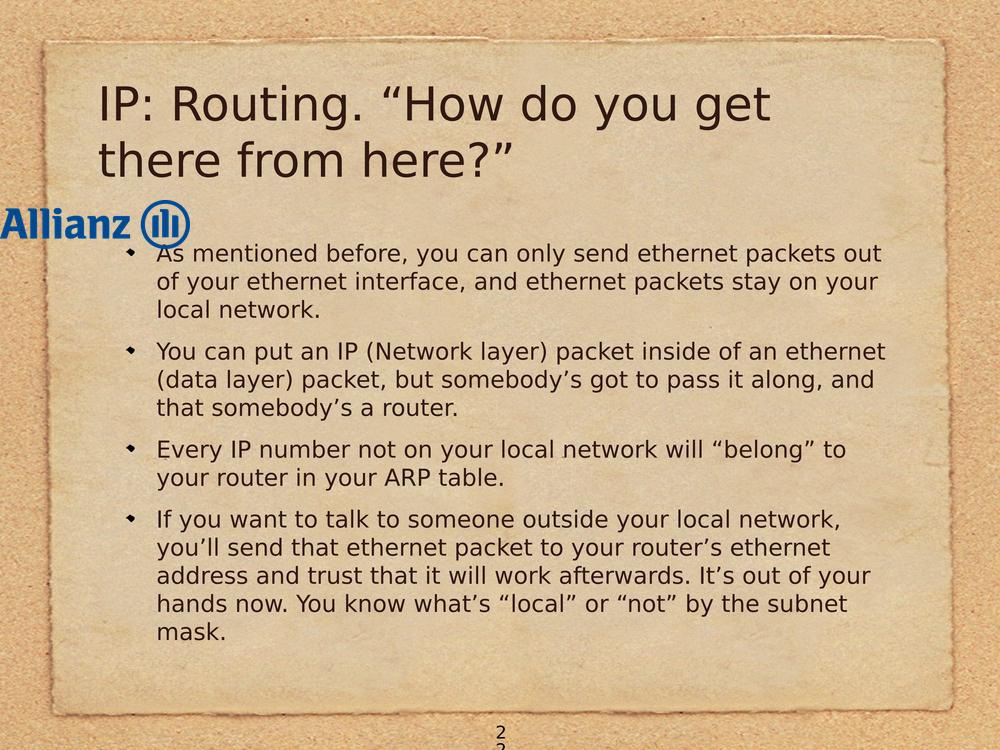 IP: Routing. “How do you get
there from here?”
Allianz
As mentioned before, you can only send ethernet packets out
of your ethernet interface, and ethernet packets stay on your
local network.
You can put an IP (Network layer) packet inside of an ethernet
(data layer) packet, but somebody’s got to pass it along, and
that somebody’s a router.
Every IP number not on your local network will “belong” to
your router in your ARP table.
If you want to talk to someone outside your local network,
you’ll send that ethernet packet to your router’s ethernet
address and trust that it will work afterwards. It’s out of your
hands now. You know what’s “local” or “not” by the subnet
mask.
2
2